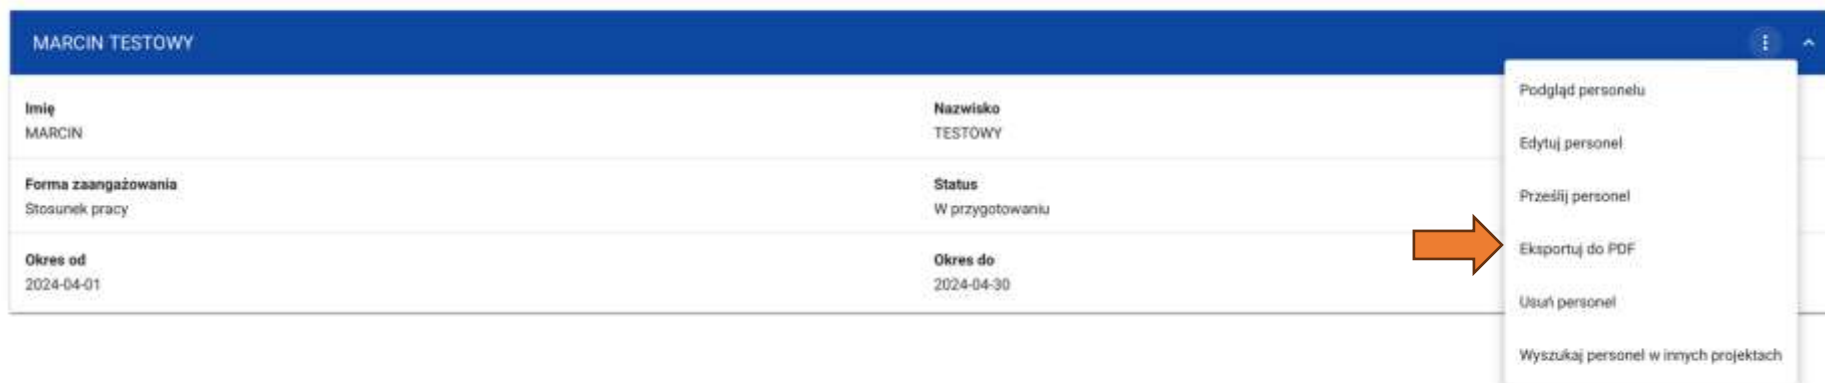 MARCIN TESTOWY
Imię
MARCIN
Nazwisko
TESTOWY
Forma zaangażowania
Stosunek pracy
Status
W przygotowaniu
Okres od
2024-04-01
Okres do
2024-04-30
Podgląd personelu
Edytuj personel
Prześlij personel
Eksportuj do PDF
Usuń personel
Wyszukaj personel w innych projektach